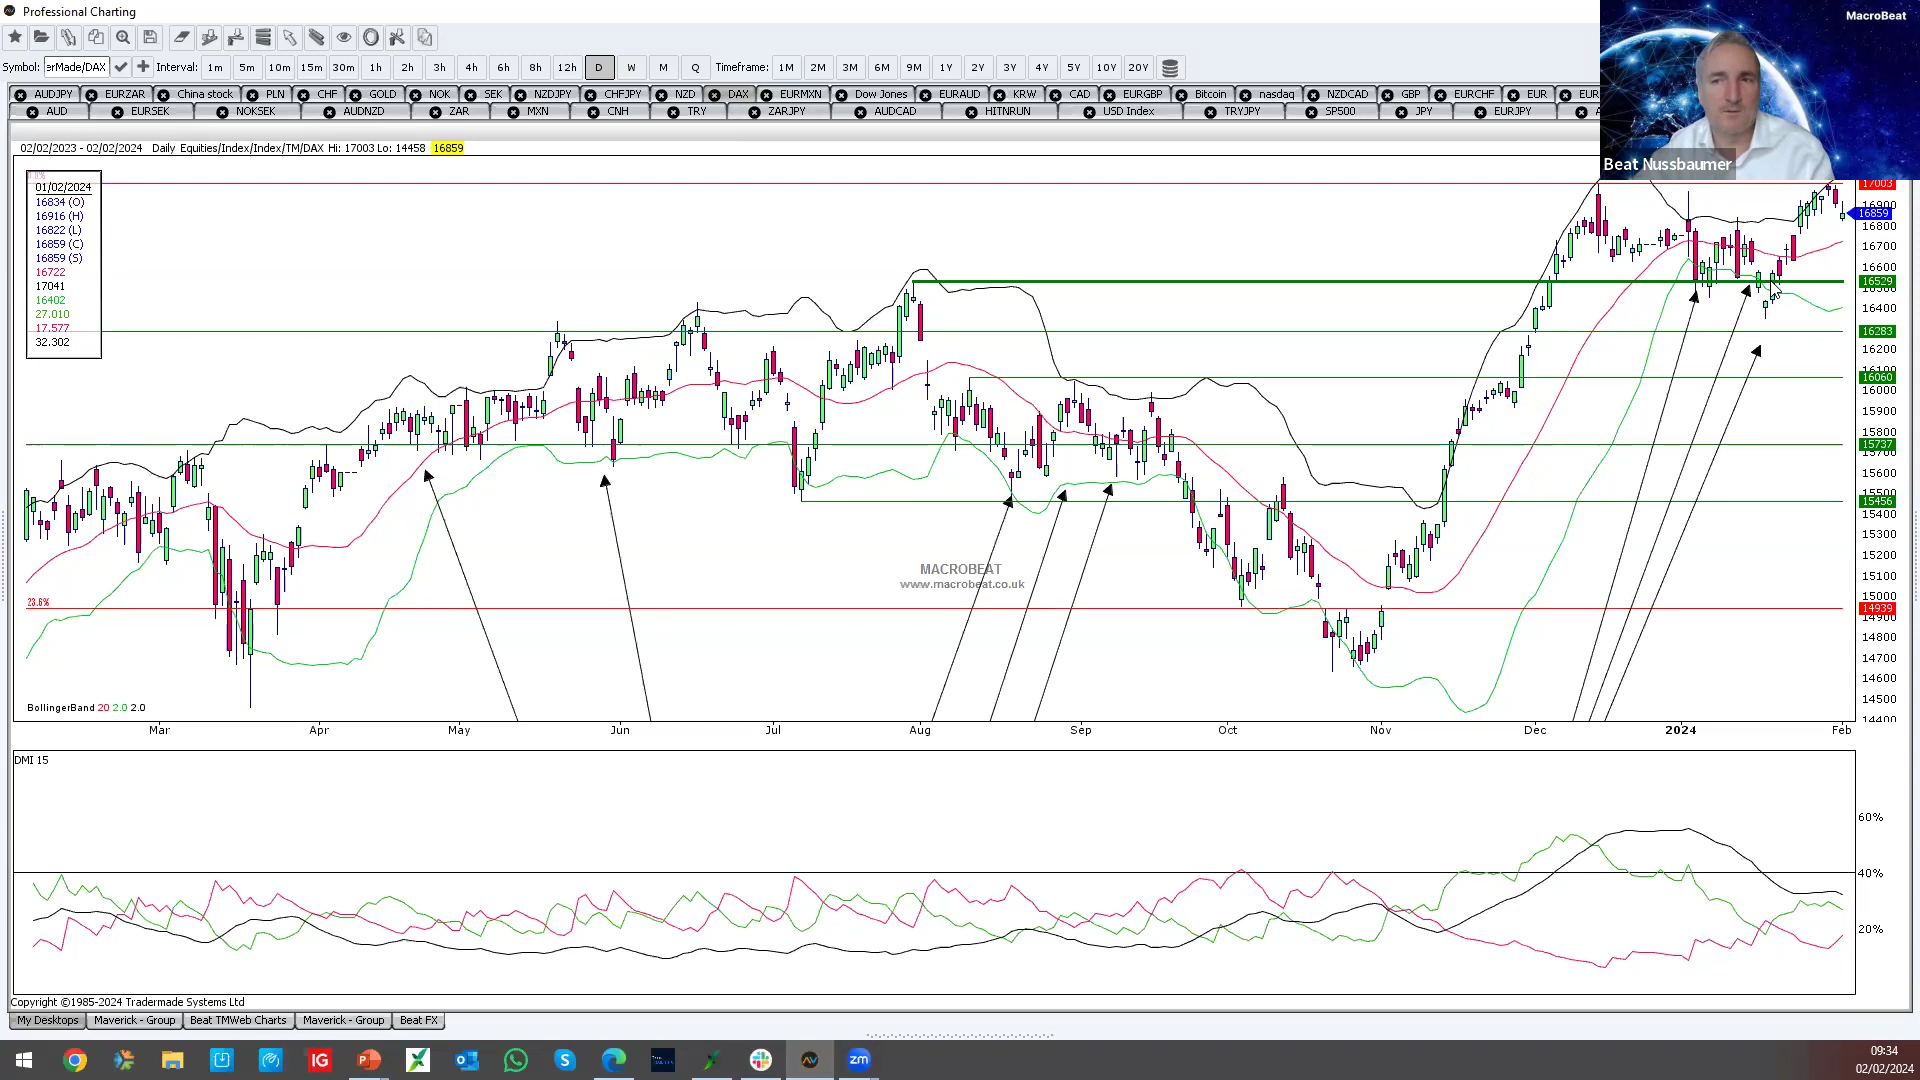 Professional Charting
MacroBeat
Symbol: erMade/DAX Interval: 1m 5m 10m 15m 30m 1h 2h 3h 4h 6h 8h 12h D W M Q Timeframe: 1M 2M 3M 6M 9M 1Y 2Y 3Y 4Y 5Y 10Y 20Y
AUDJPY EURZAR China stock PLN CHF GOLD NOK SEK NZDJPY CHFJPY NZD DAX EURMXN Dow Jones EURAUD KRW CAD EURGBP Bitcoin nasdaq NZDCAD GBP EURCHF EUR EUR
AUD EURSEK NOKSEK AUDNZD ZAR MXN CNH TRY ZARJPY AUDCAD HITNRUN USD Index TRYJPY SP500 JPY EURJPY
02/02/2023 - 02/02/2024 Daily Equities/Index/Index/TM/DAX Hi: 17003 Lo: 14458 16859
Beat Nussbaumer
0.0%
01/02/2024
16834 (O)
16916 (H)
16822 (L)
16859 (C)
16859 (S)
16722
17041
16402
27.010
17.577
32.302
17003
16900
16859
16800
16700
16600
16529
16500
16400
16283
16200
16100
16060
16000
15900
15800
15737
15700
15600
15500
15456
15400
15300
15200
15100
15000
14939
14900
14800
14700
14600
14500
14400
MACROBEAT
www.macrobeat.co.uk
23.6%
BollingerBand 20 2.0 2.0
Mar Apr May Jun Jul Aug Sep Oct Nov Dec 2024 Feb
DMI 15
60%
40%
20%
Copyright ©1985-2024 Tradermade Systems Ltd
My Desktops Maverick - Group Beat TMWeb Charts Maverick - Group Beat FX
IG
zm
09:34
02/02/2024